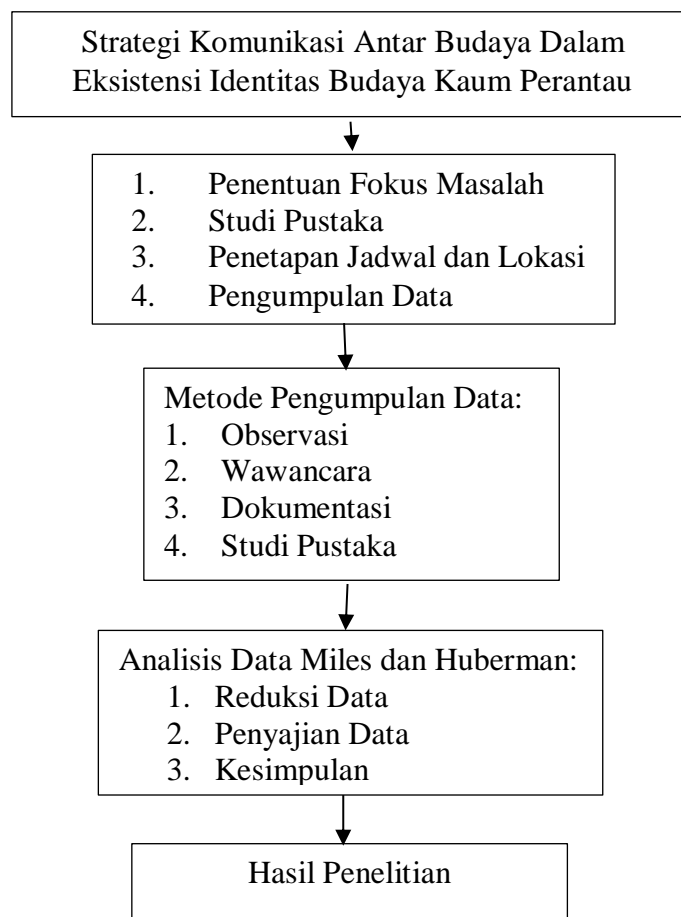 Strategi Komunikasi Antar Budaya Dalam
Eksistensi Identitas Budaya Kaum Perantau
1. Penentuan Fokus Masalah
2. Studi Pustaka
3. Penetapan Jadwal dan Lokasi
4. Pengumpulan Data
Metode Pengumpulan Data:
1. Observasi
2. Wawancara
3. Dokumentasi
4. Studi Pustaka
Analisis Data Miles dan Huberman:
1. Reduksi Data
2. Penyajian Data
3. Kesimpulan
Hasil Penelitian